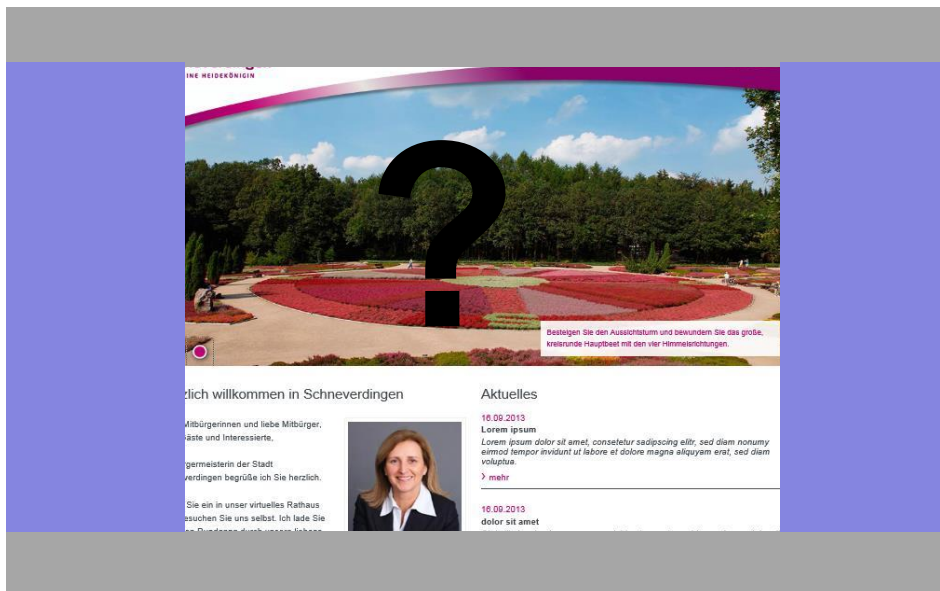 INE HEIDEKÖNIGIN
?
Besteigen Sie den Aussichtsturm und bewundern Sie das große,
kreisrunde Hauptbeet mit den vier Himmelsrichtungen.
zlich willkommen in Schneverdingen
Mitbürgerinnen und liebe Mitbürger,
äste und Interessierte,
rgermeisterin der Stadt
verdingen begrüße ich Sie herzlich.
Sie ein in unser virtuelles Rathaus
esuchen Sie uns selbst. Ich lade Sie
Aktuelles
16.09.2013
Lorem ipsum
Lorem ipsum dolor sit amet, consetetur sadipscing elitr, sed diam nonumy
eirmod tempor invidunt ut labore et dolore magna aliquyam erat, sed diam
voluptua.
mehr
16.09.2013
dolor sit amet